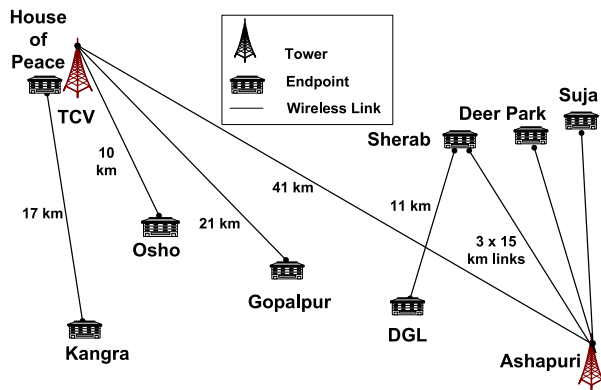 House
of
Peace
TCV
Tower
Endpoint
Wireless Link
Suja
Deer Park
Sherab
10
km
41 km
11 km
17 km
21 km
3 x 15
km links
Osho
Gopalpur
DGL
Kangra
Ashapuri